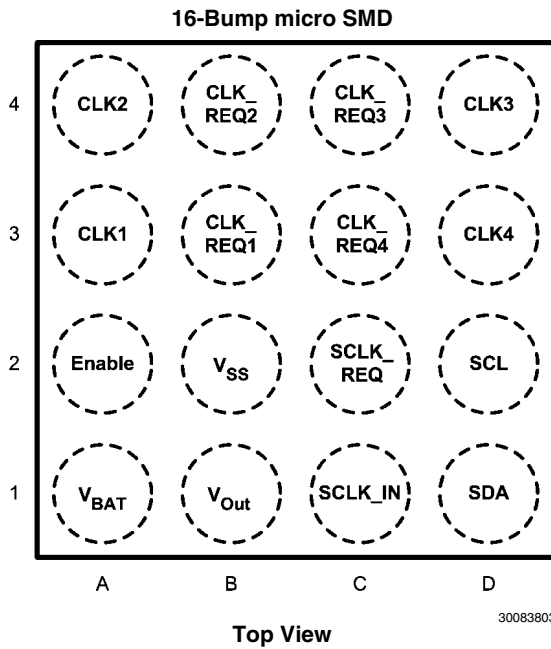 16-Bump micro SMD
4 CLK2 CLK_ REQ2 CLK_ REQ3 CLK3
3 CLK1 CLK_ REQ1 CLK_ REQ4 CLK4
2 Enable VSS SCLK_ REQ SCL
1 VBAT VOut SCLK_IN SDA
A B C D
30083803
Top View